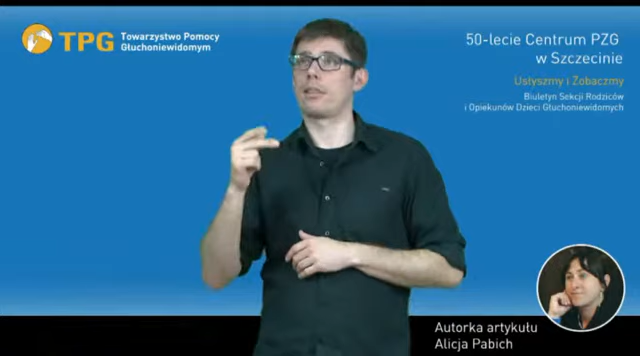 TPG
Towarzystwo Pomocy
Głuchoniewidomym
50-lecie Centrum PZG
w Szczecinie
Usłyszmy i Zobaczmy
Biuletyn Sekcji Rodziców
i Opiekunów Dzieci Głuchoniewidomych
Autorka artykułu
Alicja Pabich